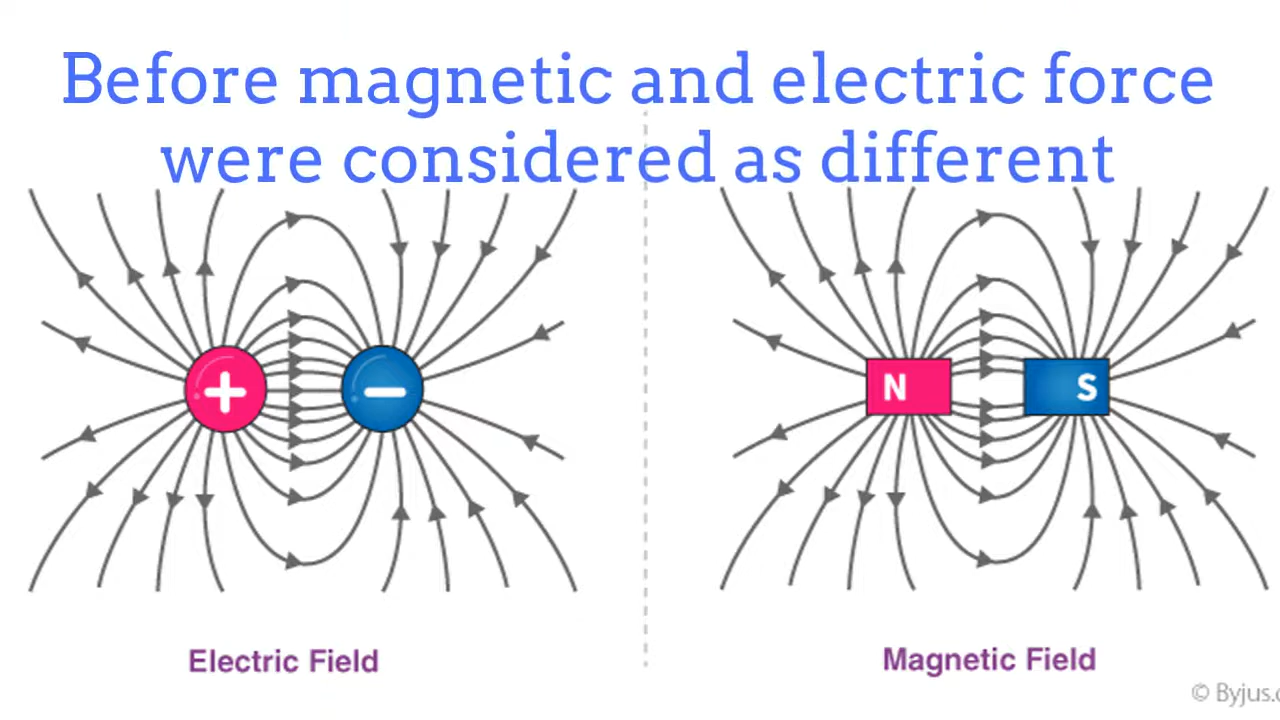 Before magnetic and electric force
were considered as different
+ −
N S
Electric Field
Magnetic Field
© Byjus.c